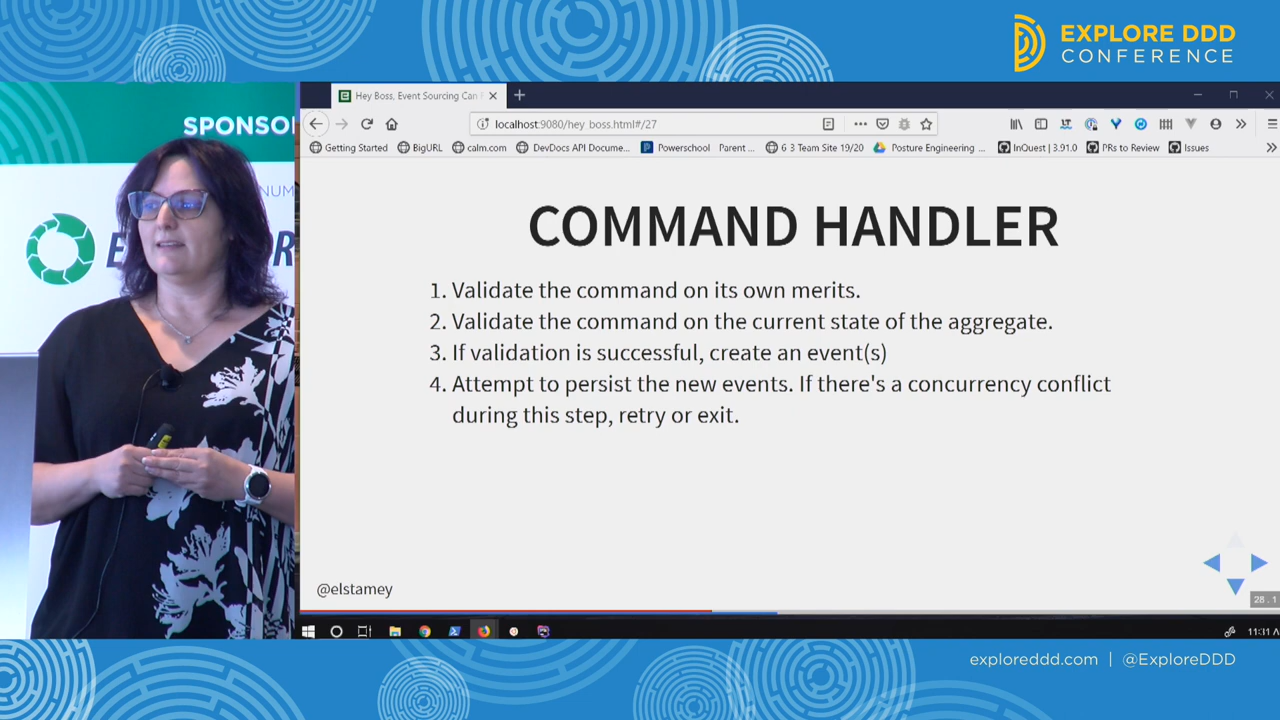 EXPLORE DDD
CONFERENCE
SPONSO
NUM
Hey Boss, Event Sourcing Can
localhost:9080/hey_boss.html#/27
Getting Started
BigURL
calm.com
DevDocs API Docume...
Powerschool
Parent ...
6 3 Team Site 19/20
Posture Engineering ...
InQuest | 3.91.0
PRs to Review
Issues
COMMAND HANDLER
1. Validate the command on its own merits.
2. Validate the command on the current state of the aggregate.
3. If validation is successful, create an event(s)
4. Attempt to persist the new events. If there's a concurrency conflict
during this step, retry or exit.
@elstamey
28.1
11:31 A
exploreddd.com | @ExploreDDD